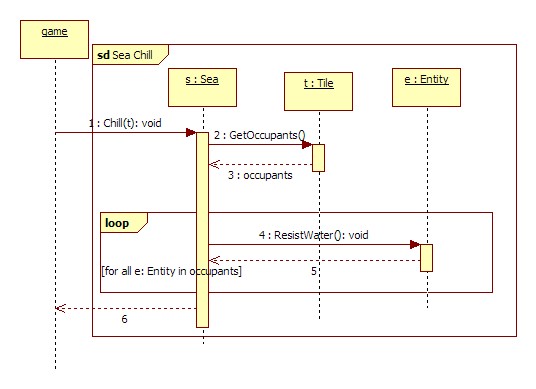 game
sd Sea Chill
s : Sea
t : Tile
e : Entity
1 : Chill(t): void
2 : GetOccupants()
3 : occupants
loop
4 : ResistWater(): void
[for all e: Entity in occupants]
5
6